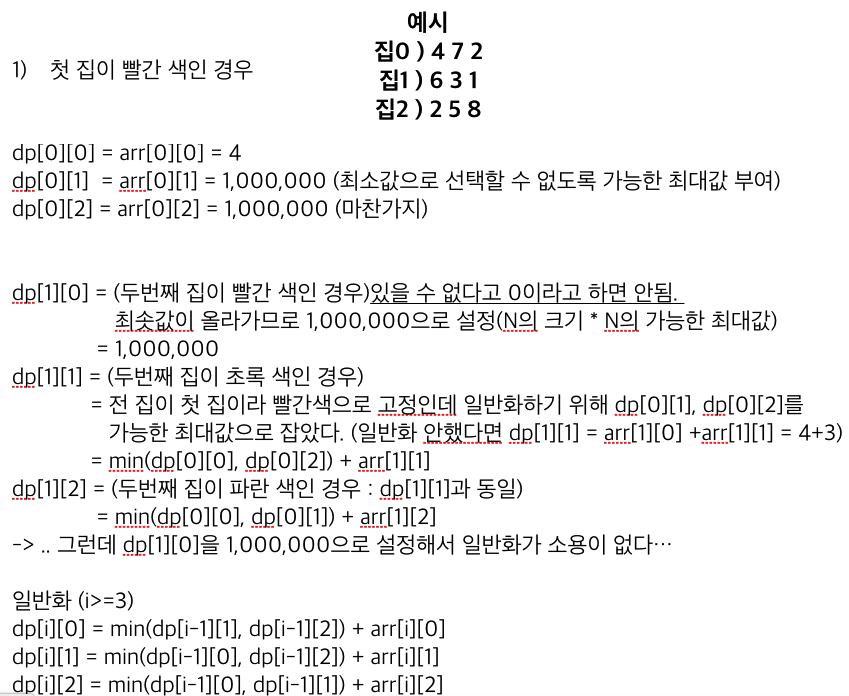 예시
집0 ) 4 7 2
1) 첫 집이 빨간 색인 경우
집1 ) 6 3 1
집2 ) 2 5 8
dp[0][0] = arr[0][0] = 4
dp[0][1] = arr[0][1] = 1,000,000 (최소값으로 선택할 수 없도록 가능한 최대값 부여)
dp[0][2] = arr[0][2] = 1,000,000 (마찬가지)
dp[1][0] = (두번째 집이 빨간 색인 경우)있을 수 없다고 0이라고 하면 안됨.
최솟값이 올라가므로 1,000,000으로 설정(N의 크기 * N의 가능한 최대값)
= 1,000,000
dp[1][1] = (두번째 집이 초록 색인 경우)
= 전 집이 첫 집이라 빨간색으로 고정인데 일반화하기 위해 dp[0][1], dp[0][2]를
가능한 최대값으로 잡았다. (일반화 안했다면 dp[1][1] = arr[1][0] +arr[1][1] = 4+3)
= min(dp[0][0], dp[0][2]) + arr[1][1]
dp[1][2] = (두번째 집이 파란 색인 경우 : dp[1][1]과 동일)
= min(dp[0][0], dp[0][1]) + arr[1][2]
-> .. 그런데 dp[1][0]을 1,000,000으로 설정해서 일반화가 소용이 없다…
일반화 (i>=3)
dp[i][0] = min(dp[i-1][1], dp[i-1][2]) + arr[i][0]
dp[i][1] = min(dp[i-1][0], dp[i-1][2]) + arr[i][1]
dp[i][2] = min(dp[i-1][0], dp[i-1][1]) + arr[i][2]